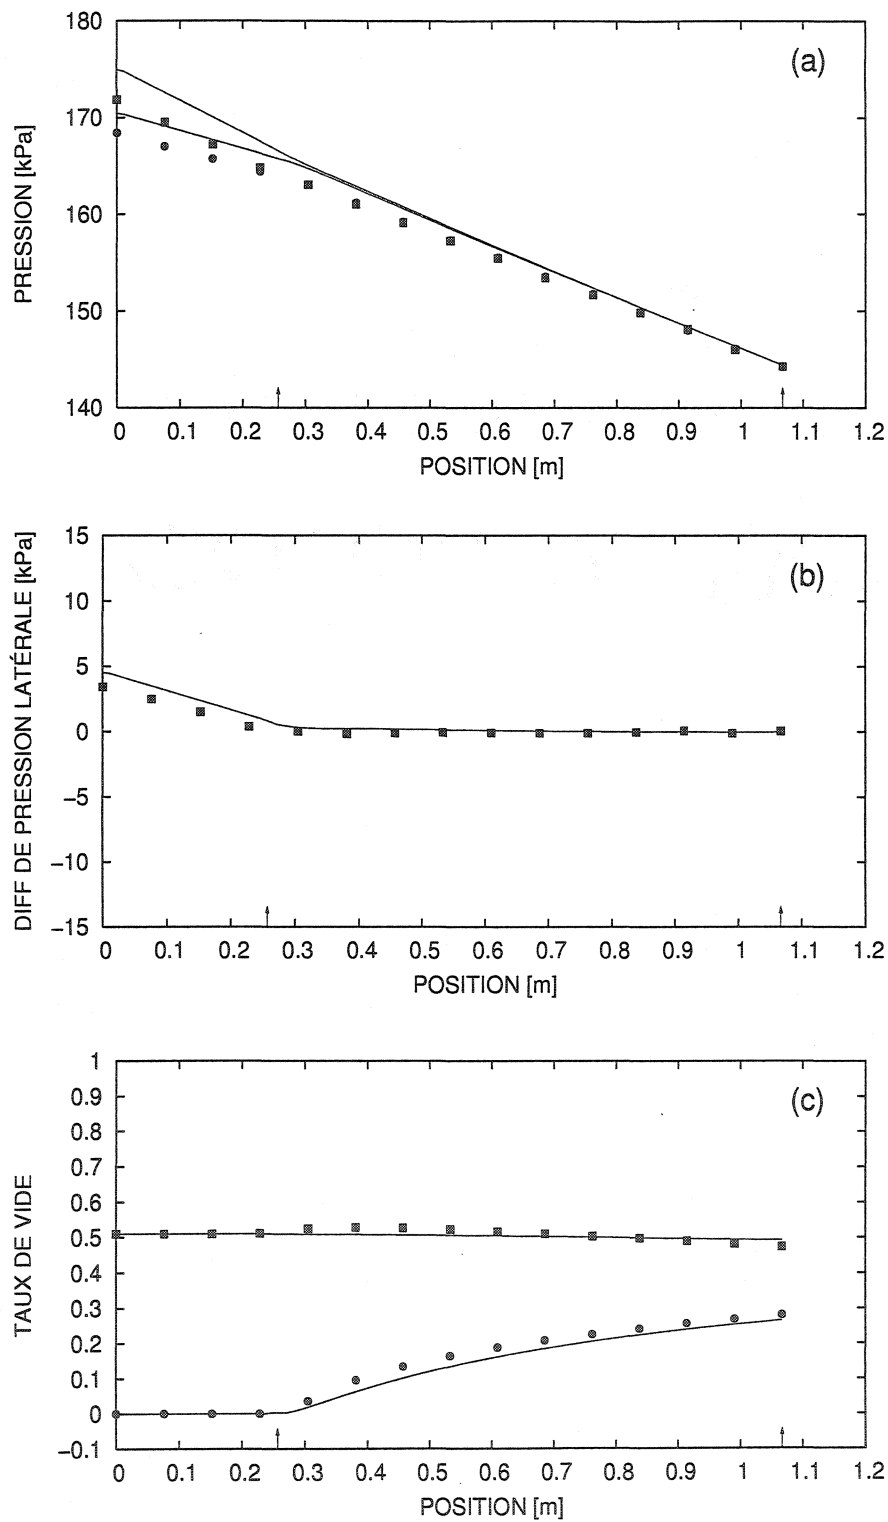 180
170
160
150
140
PRESSION [kPa]
(a)
0 0.1 0.2 0.3 0.4 0.5 0.6 0.7 0.8 0.9 1 1.1 1.2
POSITION [m]
15
10
5
0
−5
−10
−15
DIFF DE PRESSION LATÉRALE [kPa]
(b)
0 0.1 0.2 0.3 0.4 0.5 0.6 0.7 0.8 0.9 1 1.1 1.2
POSITION [m]
1
0.9
0.8
0.7
0.6
0.5
0.4
0.3
0.2
0.1
0
−0.1
TAUX DE VIDE
(c)
0 0.1 0.2 0.3 0.4 0.5 0.6 0.7 0.8 0.9 1 1.1 1.2
POSITION [m]